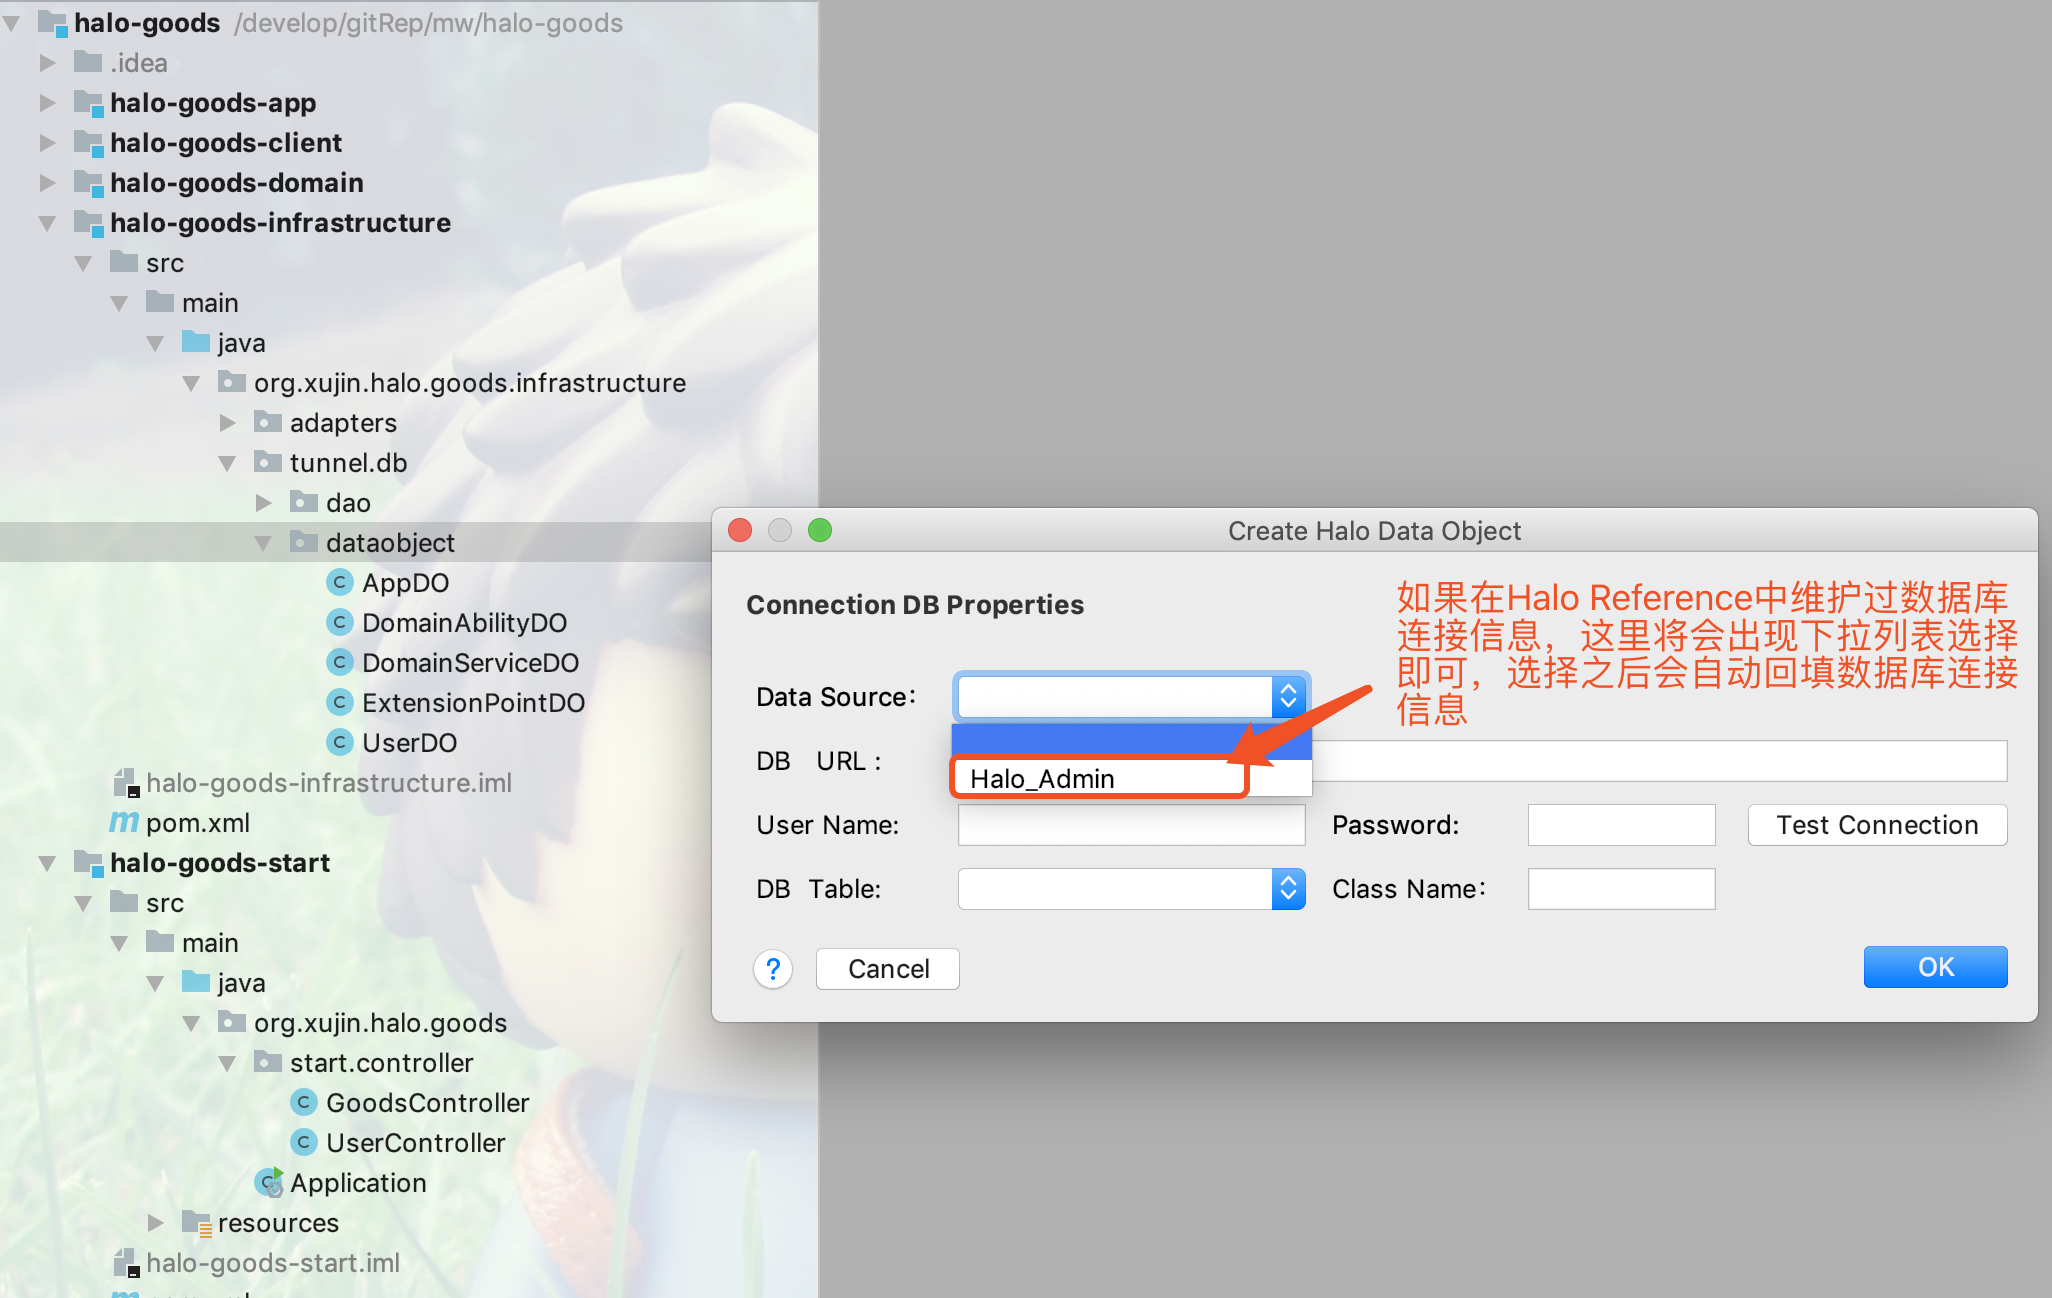 halo-goods /develop/gitRep/mw/halo-goods
.idea
halo-goods-app
halo-goods-client
halo-goods-domain
halo-goods-infrastructure
src
main
java
org.xujin.halo.goods.infrastructure
adapters
tunnel.db
dao
dataobject
AppDO
DomainAbilityDO
DomainServiceDO
ExtensionPointDO
UserDO
halo-goods-infrastructure.iml
pom.xml
halo-goods-start
src
main
java
org.xujin.halo.goods
start.controller
GoodsController
UserController
Application
resources
halo-goods-start.iml
Create Halo Data Object
Connection DB Properties
如果在Halo Reference中维护过数据库
连接信息，这里将会出现下拉列表选择
即可，选择之后会自动回填数据库连接
信息
Data Source:
DB URL :
Halo_Admin
User Name:
Password:
Test Connection
DB Table:
Class Name:
?
Cancel
OK